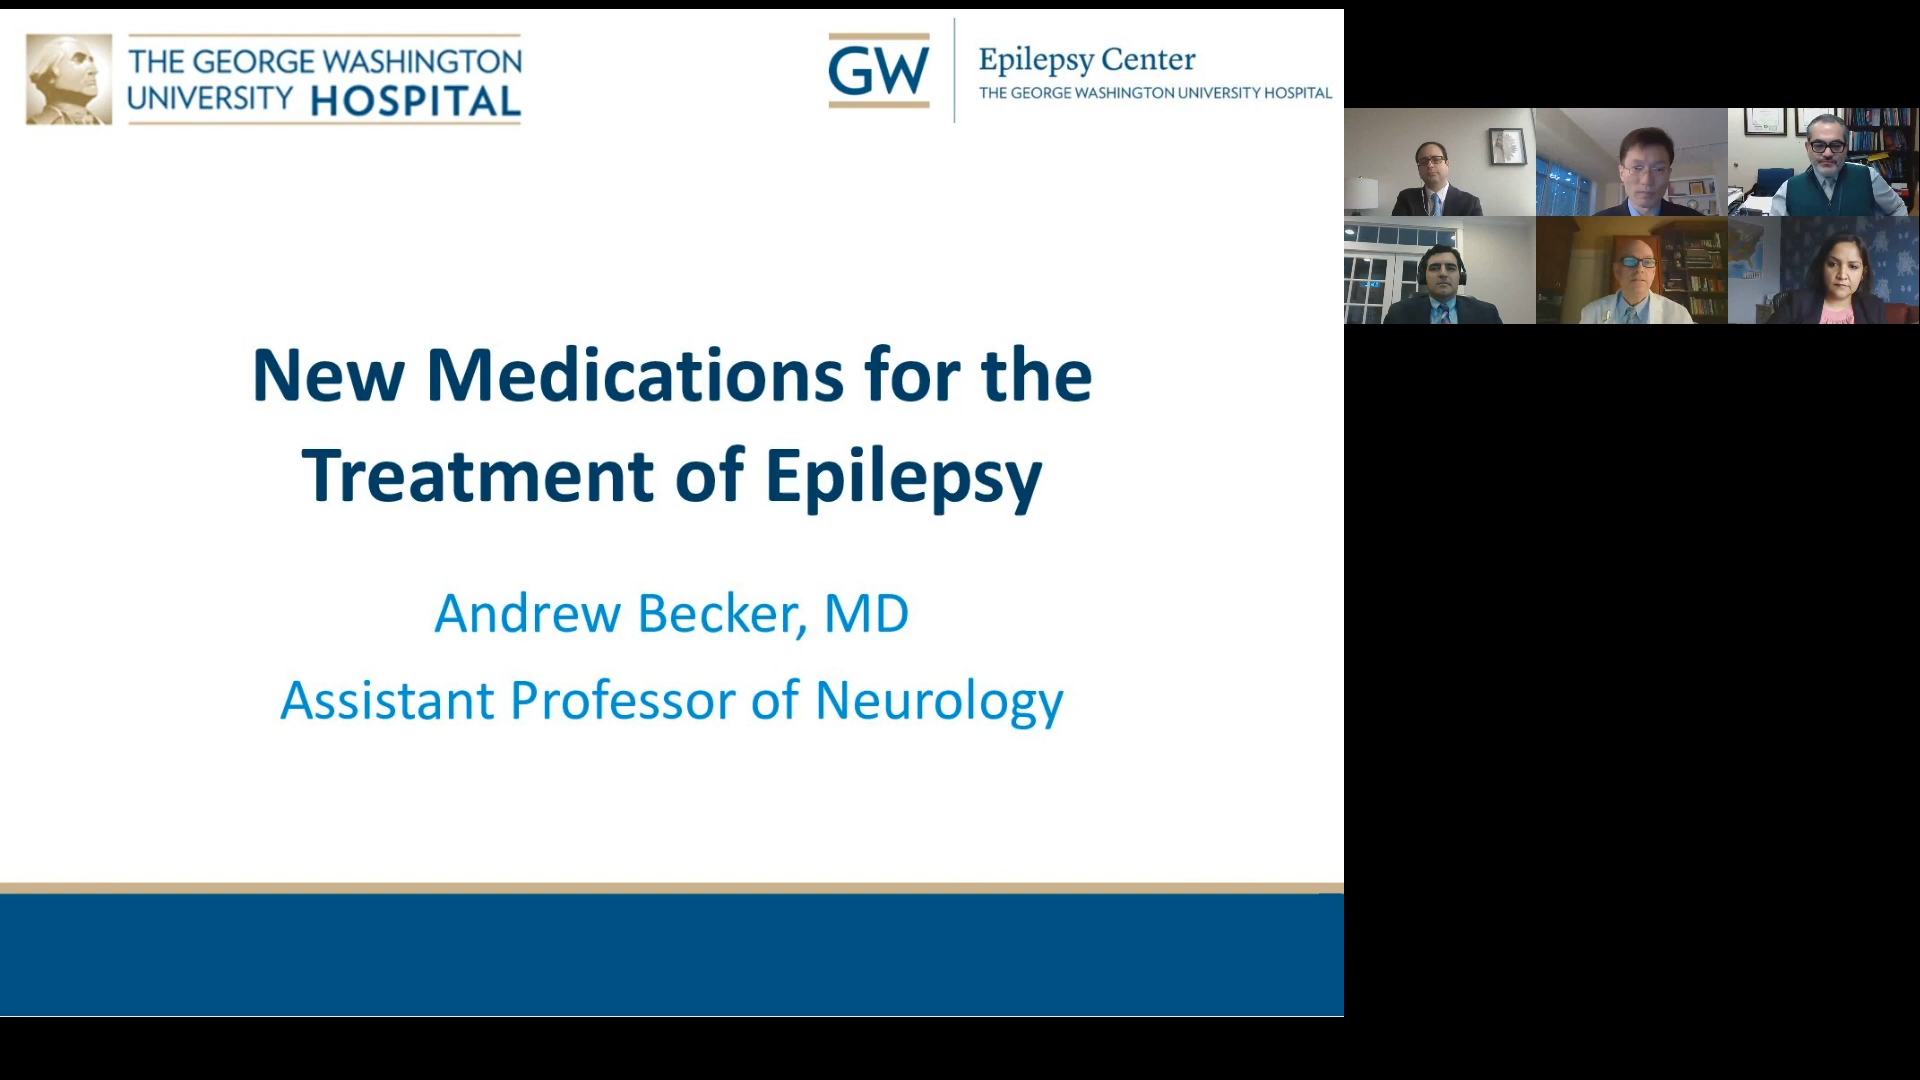 THE GEORGE WASHINGTON
UNIVERSITY HOSPITAL
GW
Epilepsy Center
THE GEORGE WASHINGTON UNIVERSITY HOSPITAL
New Medications for the
Treatment of Epilepsy
Andrew Becker, MD
Assistant Professor of Neurology